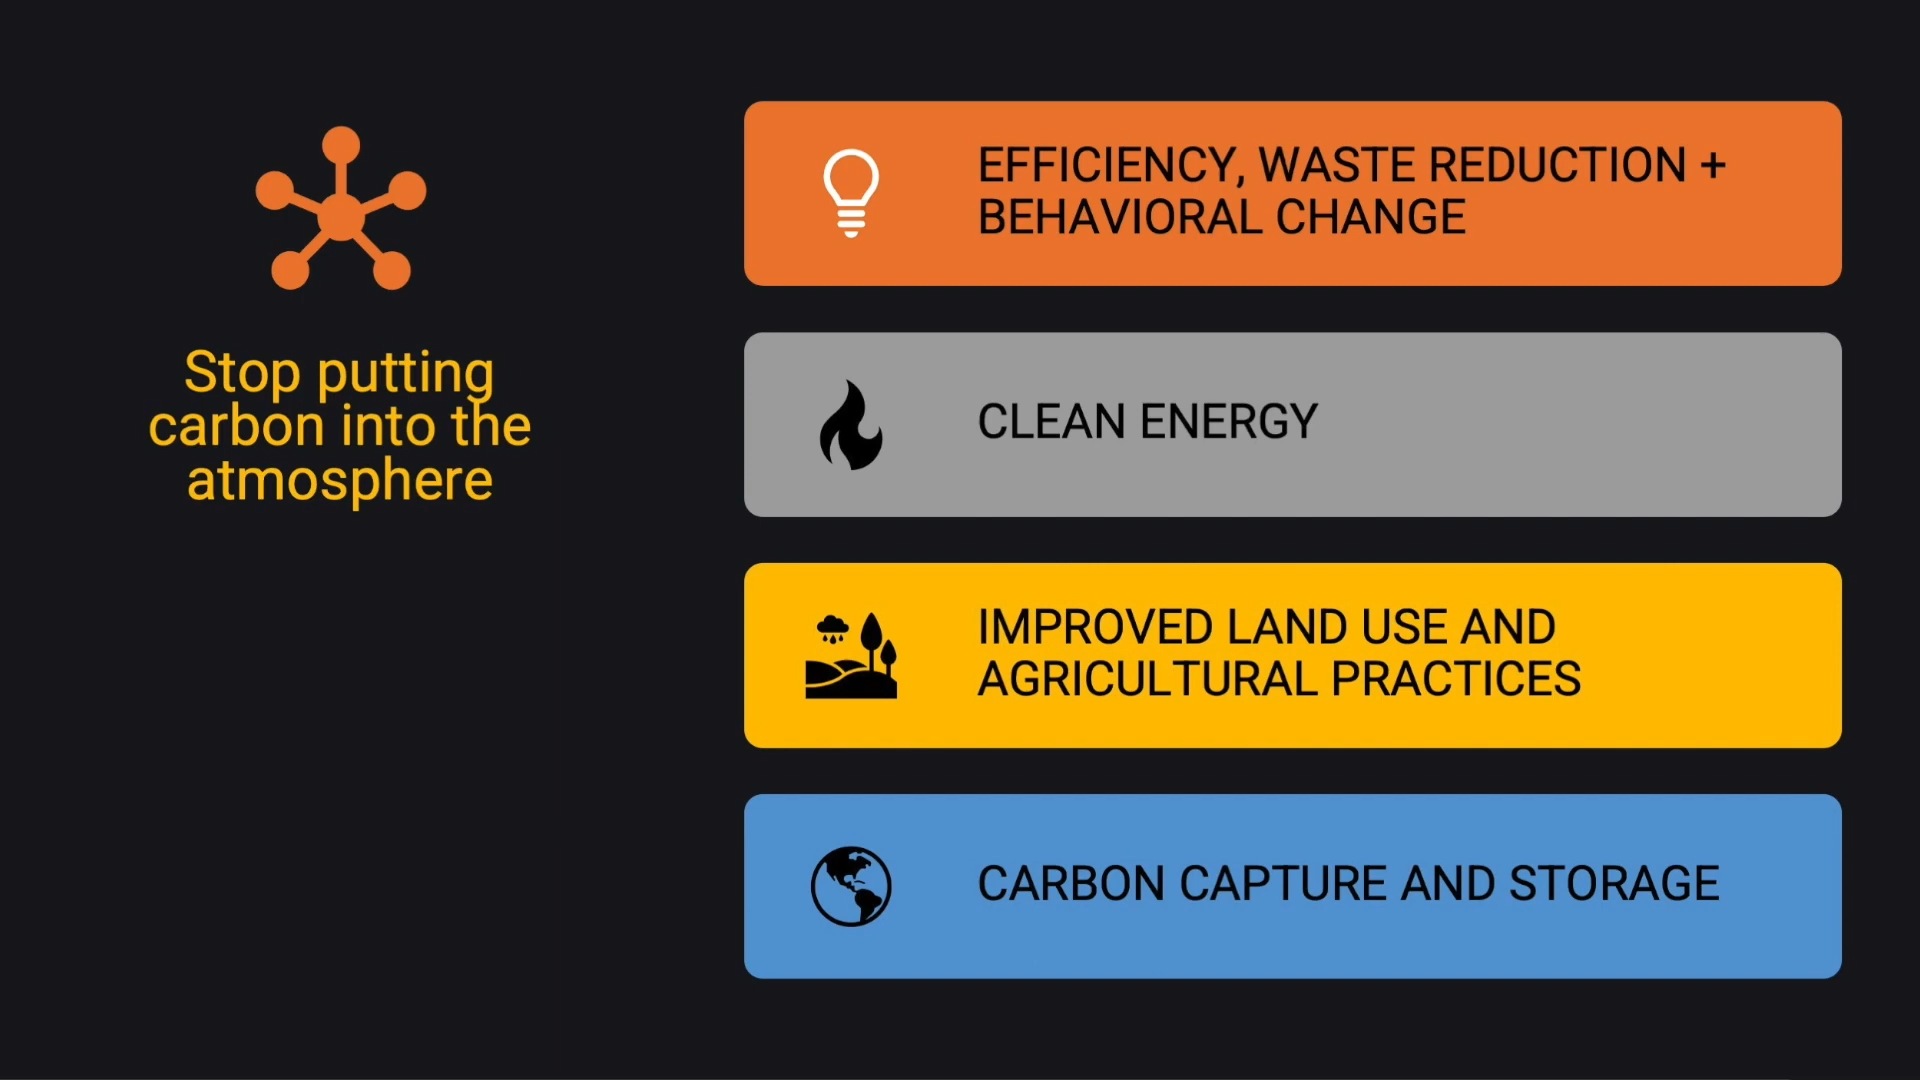 Stop putting
carbon into the
atmosphere
EFFICIENCY, WASTE REDUCTION +
BEHAVIORAL CHANGE
CLEAN ENERGY
IMPROVED LAND USE AND
AGRICULTURAL PRACTICES
CARBON CAPTURE AND STORAGE